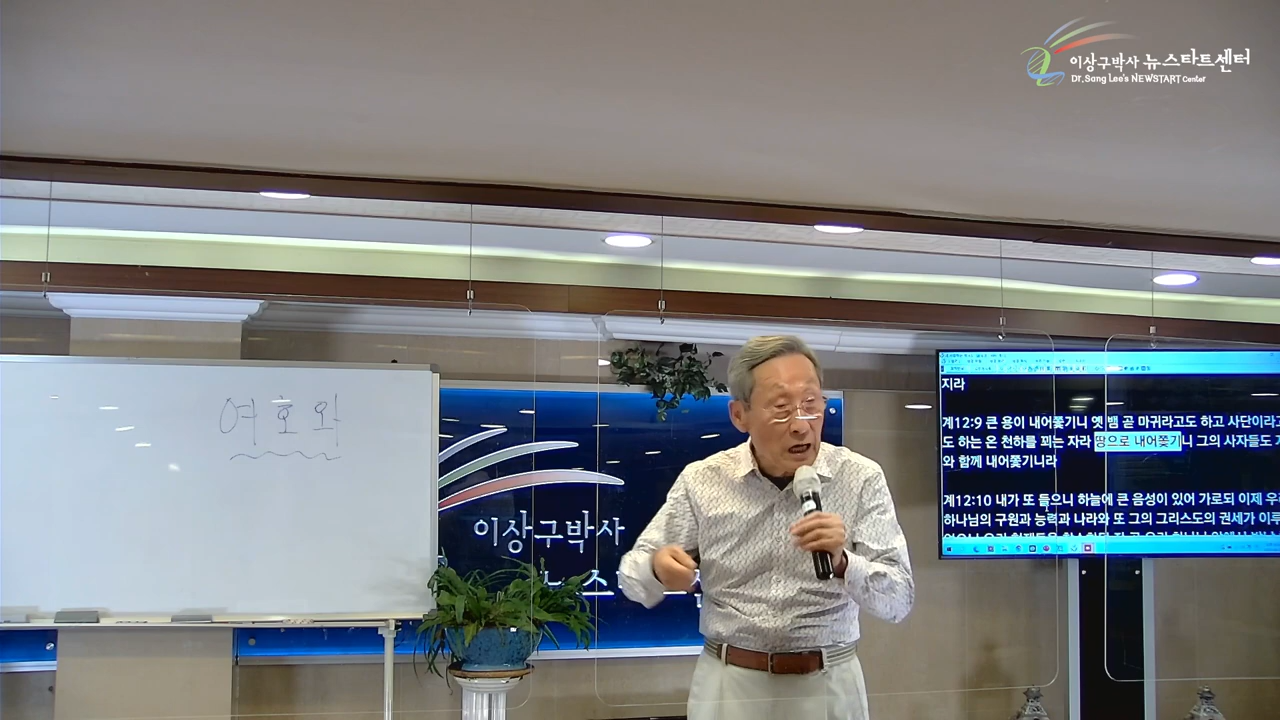 이상구박사 뉴스타트센터
Dr. Sang Lee's NEWSTART Center
여호와
이상구박사
지라
계12:9 큰 용이 내어쫓기니 옛 뱀 곧 마귀라고도 하고 사단이라고
도 하는 온 천하를 꾀는 자라 땅으로 내어쫓기니 그의 사자들도
와 함께 내어쫓기니라
계12:10 내가 또 들으니 하늘에 큰 음성이 있어 가로되 이제 우리
하나님의 구원과 능력과 나라와 또 그의 그리스도의 권세가